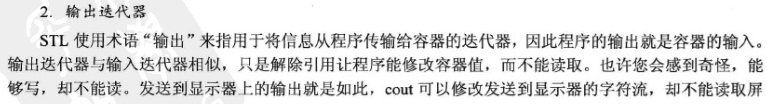 2. 输出迭代器
STL 使用术语“输出”来指用于将信息从程序传输给容器的迭代器，因此程序的输出就是容器的输入。
输出迭代器与输入迭代器相似，只是解除引用让程序能修改容器值，而不能读取。也许您会感到奇怪，能
够写，却不能读。发送到显示器上的输出就是如此，cout 可以修改发送到显示器的字符流，却不能读取屏